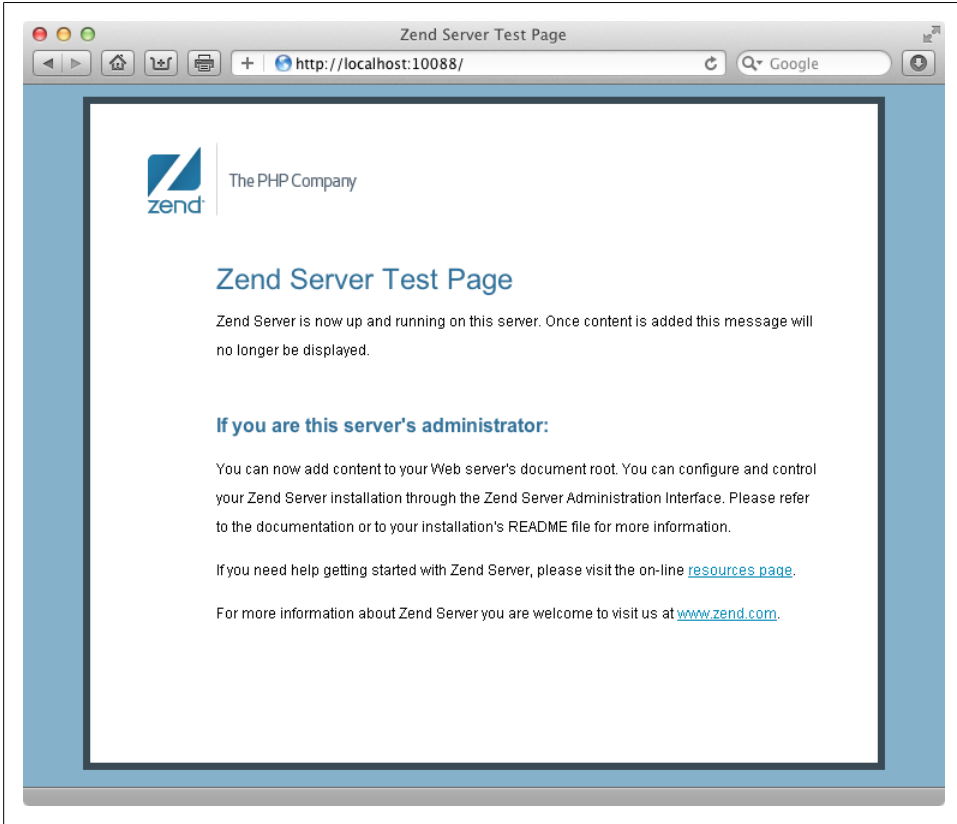 Zend Server Test Page
http://localhost:10088/
Google
zend
The PHP Company
Zend Server Test Page
Zend Server is now up and running on this server. Once content is added this message will
no longer be displayed.
If you are this server's administrator:
You can now add content to your Web server's document root. You can configure and control
your Zend Server installation through the Zend Server Administration Interface. Please refer
to the documentation or to your installation's README file for more information.
If you need help getting started with Zend Server, please visit the on-line resources page.
For more information about Zend Server you are welcome to visit us at www.zend.com.